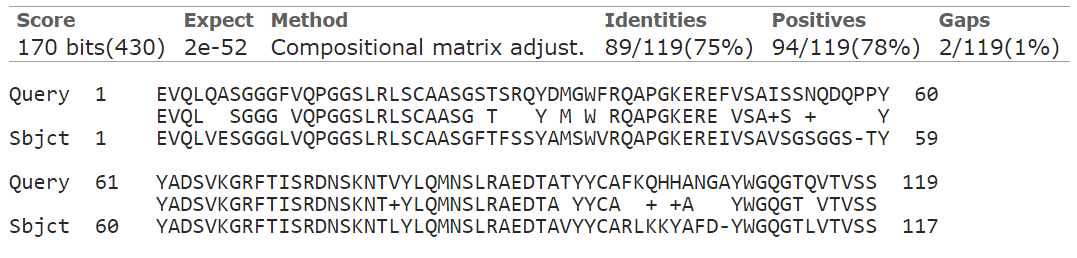 Score Expect Method Identities Positives Gaps
170 bits(430) 2e-52 Compositional matrix adjust. 89/119(75%) 94/119(78%) 2/119(1%)
Query  1   EVQLQASGGGFVQPGGSLRLSCAASGSTSRQYDMGWFRQAPGKEREFVSAISSNQDQPPY  60
           EVQL  SGGG VQPGGSLRLSCAASG T   Y M W RQAPGKERE VSA+S +     Y
Sbjct  1   EVQLVESGGGLVQPGGSLRLSCAASGFTFSSYAMSWVRQAPGKEREIVSAVSGSGGS-TY  59
Query  61  YADSVKGRFTISRDNSKNTVYLQMNSLRAEDTATYYCAFKQHHANGAYWGQGTQVTVSS  119
           YADSVKGRFTISRDNSKNT+YLQMNSLRAEDTA YYCA  + +A   YWGQGT VTVSS
Sbjct  60  YADSVKGRFTISRDNSKNTLYLQMNSLRAEDTAVYYCARLKKYAFD-YWGQGTLVTVSS  117